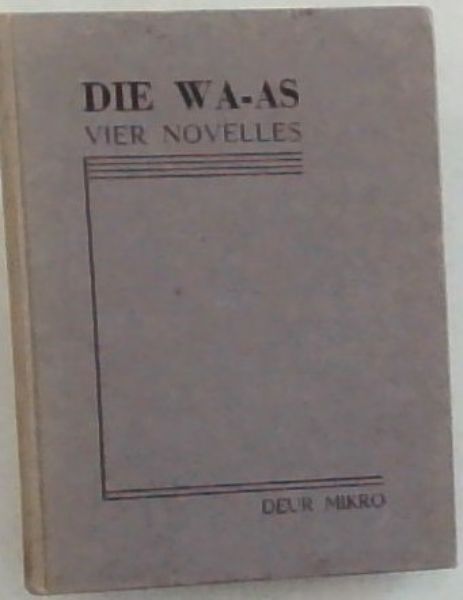 DIE WA-AS
VIER NOVELLES
DEUR MIKRO